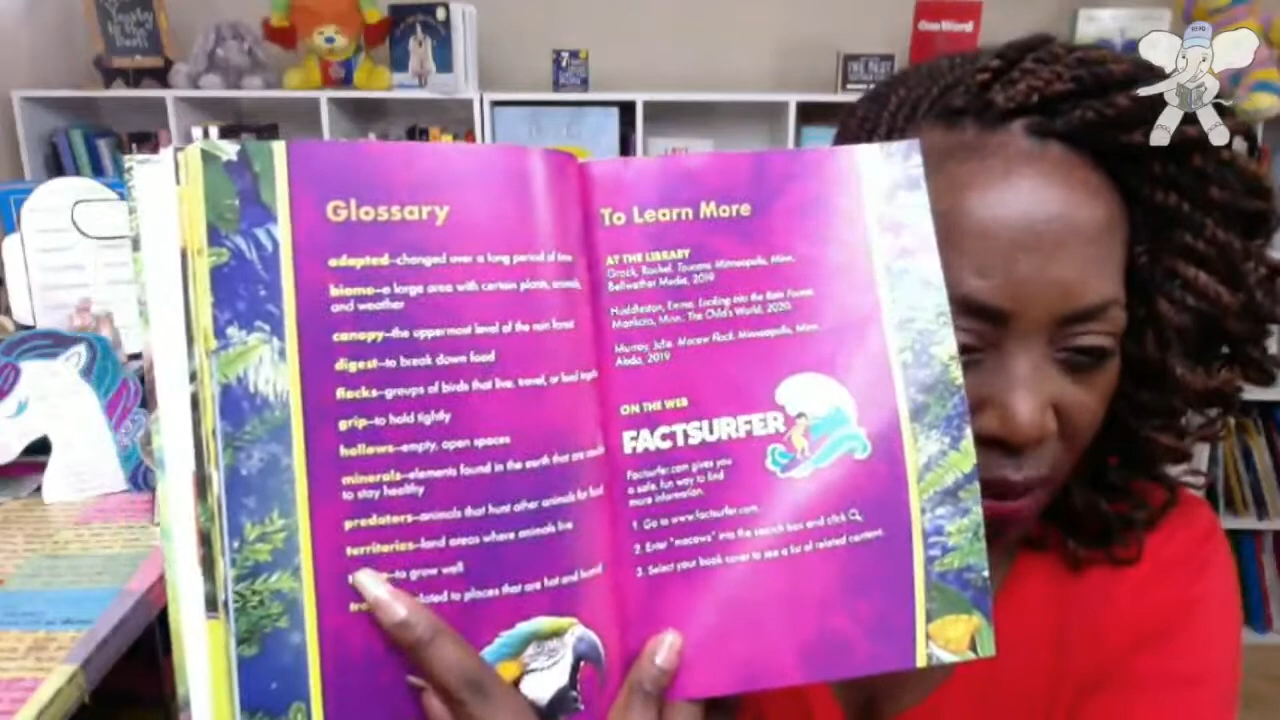 One Word
Glossary
adapted–changed over a long period of time
biome–a large area with certain plants, animals,
and weather
canopy–the uppermost level of the rain forest
digest–to break down food
flocks–groups of birds that live, travel, or feed
grip–to hold tightly
hollows–empty, open spaces
minerals–elements found in the earth that are
to stay healthy
predators–animals that hunt other animals for food
territories–land areas where animals live
–to grow well
to places that are hot and humid
To Learn More
AT THE LIBRARY
Grack, Rachel. Toucans. Minneapolis, Minn.
Bellwether Media, 2019
Huddleston, Emma. Looking into the Rain Forest.
Mankato, Minn.: The Child's World, 2020.
Murray, Julie. Macaw Flock. Minneapolis, Minn.
Abdo, 2019
ON THE WEB
FACTSURFER
Factsurfer.com gives you
a safe, fun way to find
more information.
1. Go to www.factsurfer.com.
2. Enter "macaws" into the search box and click
3. Select your book cover to see a list of related content.
READ